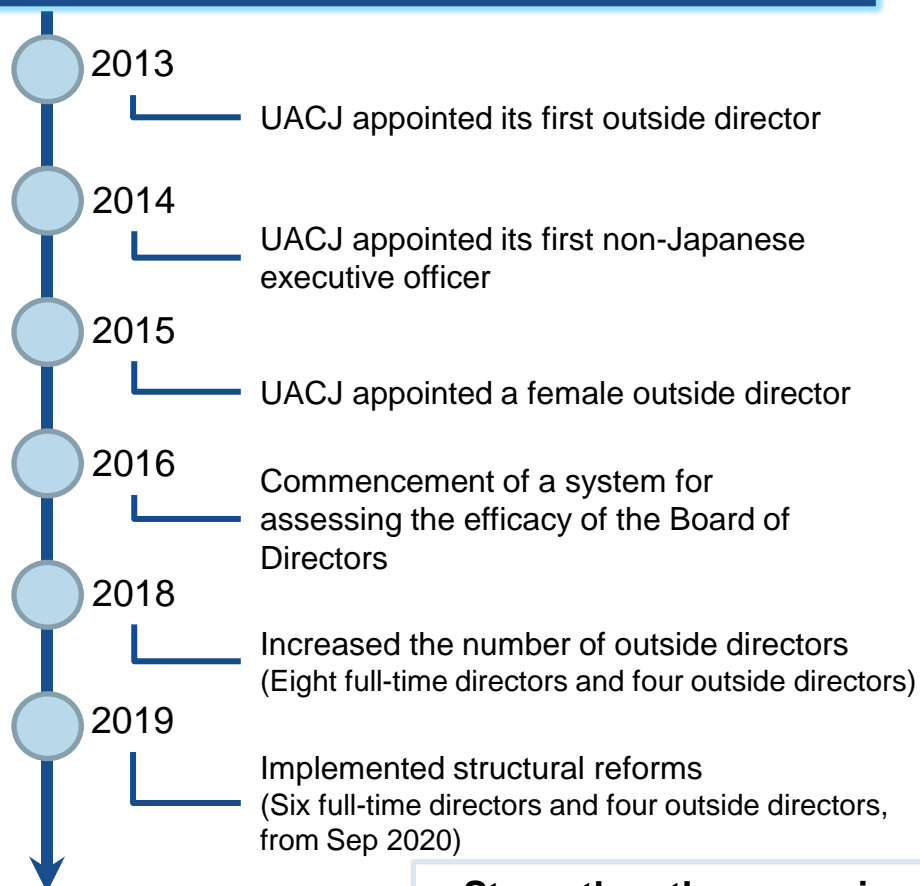 2013
UACJ appointed its first outside director
2014
UACJ appointed its first non-Japanese
executive officer
2015
UACJ appointed a female outside director
2016
Commencement of a system for
assessing the efficacy of the Board of
Directors
2018
Increased the number of outside directors
(Eight full-time directors and four outside directors)
2019
Implemented structural reforms
(Six full-time directors and four outside directors,
from Sep 2020)